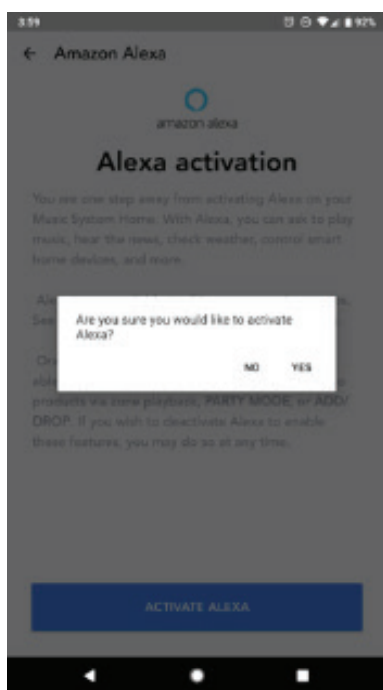 3:59
92%
Amazon Alexa
amazon alexa
Alexa activation
You are one step away from activating Alexa on your
Music System Home. With Alexa, you can ask to play
music, hear the news, check weather, control smart
home devices, and more.
See
Are you sure you would like to activate
Alexa?
NO YES
products via zone playback, PARTY MODE, or ADD/
DROP. If you wish to deactivate Alexa to enable
these features, you may do so at any time.
ACTIVATE ALEXA